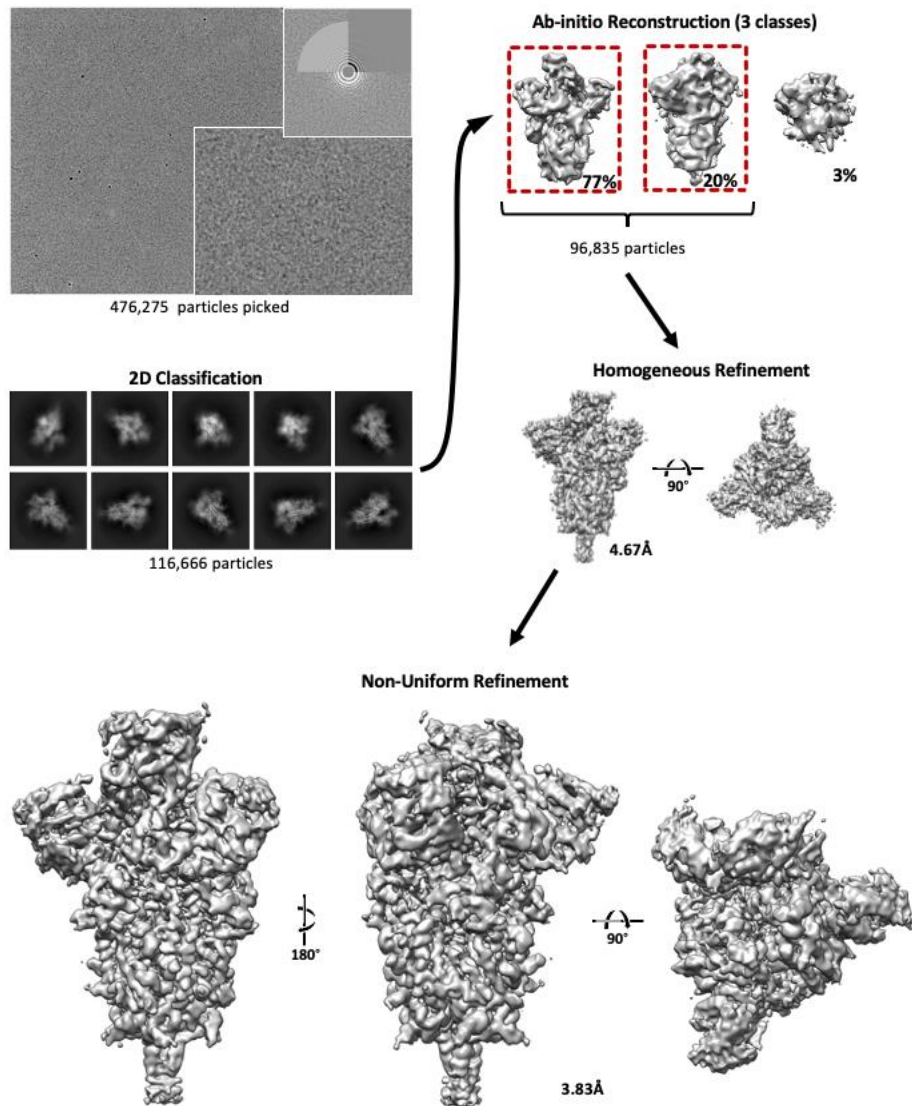 476,275 particles picked
2D Classification
116,666 particles
Ab-initio Reconstruction (3 classes)
77%
20%
3%
96,835 particles
Homogeneous Refinement
90°
4.67Å
Non-Uniform Refinement
180°
90°
3.83Å